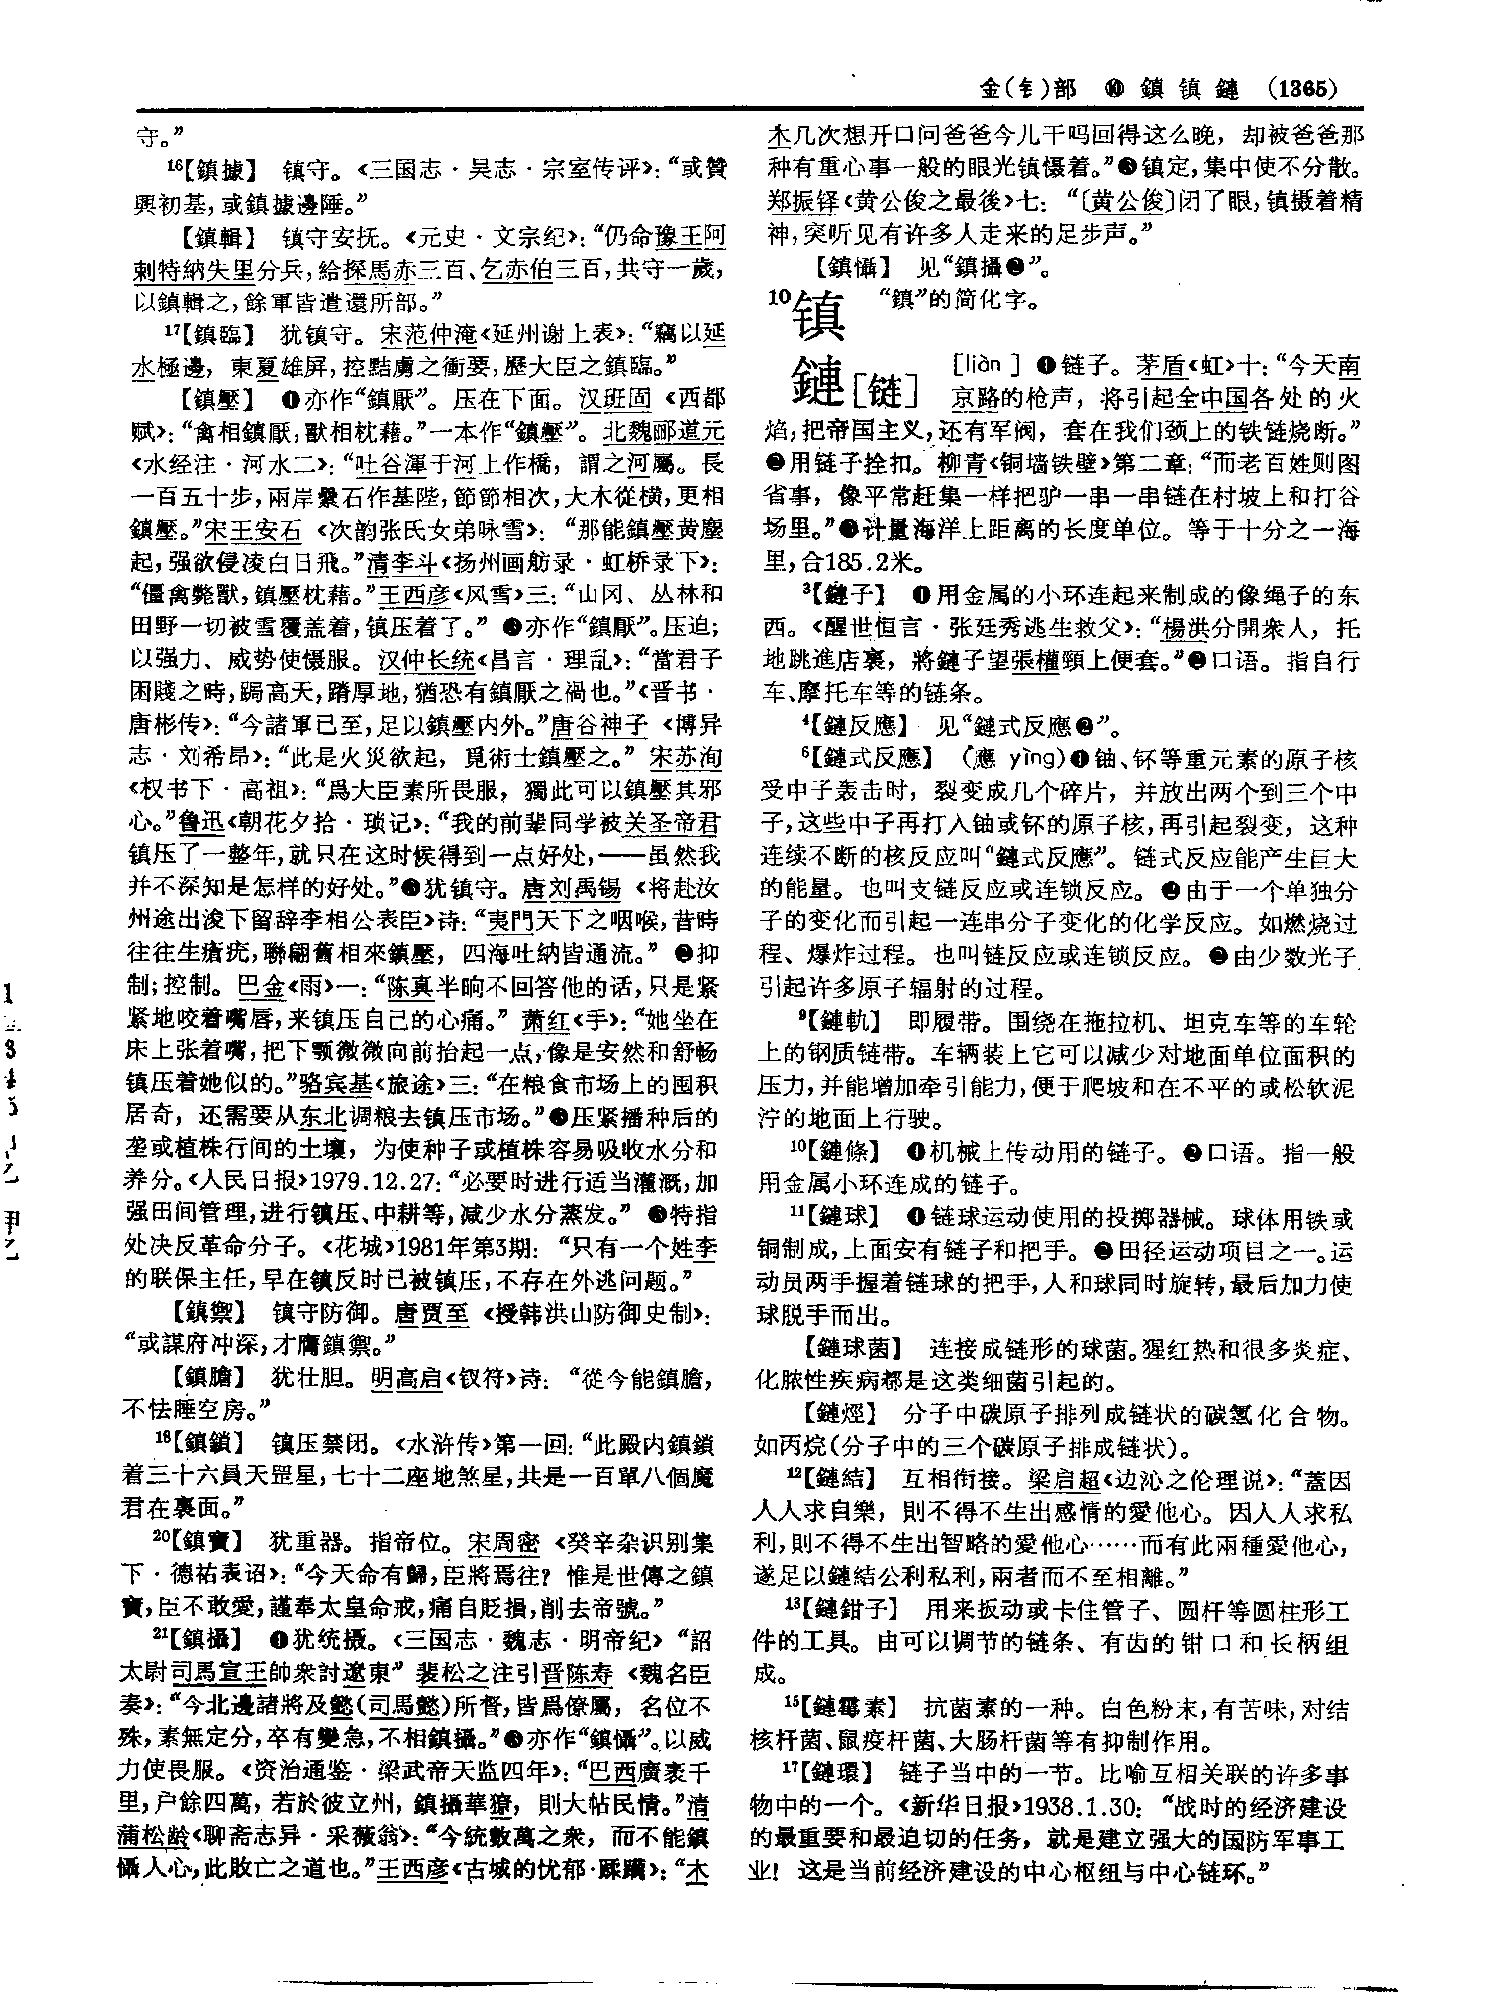 金(钅)部 ⑩ 鎮 镇 鏈 (1365)
守。”
¹⁶【鎮據】 镇守。《三国志·吴志·宗室传评》：“或贊
興初基，或鎮據邊陲。”
【鎮輯】 镇守安抚。《元史·文宗纪》：“仍命豫王阿
剌特納失里分兵，給探馬赤三百、乞赤伯三百，共守一歲，
以鎮輯之，餘軍皆遣還所部。”
¹⁷【鎮臨】 犹镇守。宋范仲淹《延州谢上表》：“竊以延
水極邊，東夏雄屏，控黠虜之衝要，歷大臣之鎮臨。”
【鎮壓】 ❶亦作“鎮厭”。压在下面。汉班固《西都
赋》：“禽相鎮厭，獸相枕藉。”一本作“鎮壓”。北魏郦道元
《水经注·河水二》：“吐谷渾于河上作橋，謂之河厲。長
一百五十步，兩岸纍石作基陛，節節相次，大木從横，更相
鎮壓。”宋王安石《次韵张氏女弟咏雪》：“那能鎮壓黄塵
起，强欲侵凌白日飛。”清李斗《扬州画舫录·虹桥录下》：
“僵禽斃獸，鎮壓枕藉。”王西彦《风雪》三：“山冈、丛林和
田野一切被雪覆盖着，镇压着了。” ❷亦作“鎮厭”。压迫；
以强力、威势使慑服。汉仲长统《昌言·理乱》：“當君子
困賤之時，跼高天，蹐厚地，猶恐有鎮厭之禍也。”《晋书·
唐彬传》：“今諸軍已至，足以鎮壓内外。”唐谷神子《博异
志·刘希昂》：“此是火災欲起，覓術士鎮壓之。” 宋苏洵
《权书下·高祖》：“爲大臣素所畏服，獨此可以鎮壓其邪
心。”鲁迅《朝花夕拾·琐记》：“我的前辈同学被关圣帝君
镇压了一整年，就只在这时候得到一点好处，——虽然我
并不深知是怎样的好处。”❸犹镇守。唐刘禹锡《将赴汝
州途出浚下留辞李相公表臣》诗：“夷門天下之咽喉，昔時
往往生瘡疣，聯翩舊相來鎮壓，四海吐納皆通流。” ❹抑
制；控制。巴金《雨》一：“陈真半晌不回答他的话，只是紧
紧地咬着嘴唇，来镇压自己的心痛。”萧红《手》：“她坐在
床上张着嘴，把下颚微微向前抬起一点，像是安然和舒畅
镇压着她似的。”骆宾基《旅途》三：“在粮食市场上的囤积
居奇，还需要从东北调粮去镇压市场。”❺压紧播种后的
垄或植株行间的土壤，为使种子或植株容易吸收水分和
养分。《人民日报》1979.12.27：“必要时进行适当灌溉，加
强田间管理，进行镇压、中耕等，减少水分蒸发。” ❻特指
处决反革命分子。《花城》1981年第3期：“只有一个姓李
的联保主任，早在镇反时已被镇压，不存在外逃问题。”
【鎮禦】 镇守防御。唐贾至《授韩洪山防御史制》：
“或謀府冲深，才膺鎮禦。”
【鎮膽】 犹壮胆。明高启《钗符》诗：“從今能鎮膽，
不怯睡空房。”
¹⁸【鎮鎖】 镇压禁闭。《水浒传》第一回：“此殿内鎮鎖
着三十六員天罡星，七十二座地煞星，共是一百單八個魔
君在裏面。”
²⁰【鎮寶】 犹重器。指帝位。宋周密《癸辛杂识别集
下·德祐表诏》：“今天命有歸，臣將焉往？惟是世傳之鎮
寶，臣不敢愛，謹奉太皇命戒，痛自貶損，削去帝號。”
²¹【鎮攝】 ❶犹统摄。《三国志·魏志·明帝纪》“詔
太尉司馬宣王帥衆討遼東”裴松之注引晋陈寿《魏名臣
奏》：“今北邊諸將及懿(司馬懿)所督，皆爲僚屬，名位不
殊，素無定分，卒有變急，不相鎮攝。”❷亦作“鎮懾”。以威
力使畏服。《资治通鉴·梁武帝天监四年》：“巴西廣袤千
里，户餘四萬，若於彼立州，鎮攝華獠，則大帖民情。”清
蒲松龄《聊斋志异·采薇翁》：“今統數萬之衆，而不能鎮
懾人心，此敗亡之道也。”王西彦《古城的忧郁·蹂躏》：“木
木几次想开口问爸爸今儿干吗回得这么晚，却被爸爸那
种有重心事一般的眼光镇慑着。”❸镇定，集中使不分散。
郑振铎《黄公俊之最後》七：“〔黄公俊〕闭了眼，镇摄着精
神，突听见有许多人走来的足步声。”
【鎮懾】 见“鎮攝❷”。
¹⁰镇 “鎮”的简化字。
鏈[链] [liàn] ❶链子。茅盾《虹》十：“今天南
京路的枪声，将引起全中国各处的火
焰；把帝国主义，还有军阀，套在我们颈上的铁链烧断。”
❷用链子拴扣。柳青《铜墙铁壁》第二章：“而老百姓则图
省事，像平常赶集一样把驴一串一串链在村坡上和打谷
场里。”❸计量海洋上距离的长度单位。等于十分之一海
里，合185.2米。
³【鏈子】 ❶用金属的小环连起来制成的像绳子的东
西。《醒世恒言·张廷秀逃生救父》：“楊洪分開衆人，托
地跳進店裏，將鏈子望張權頸上便套。”❷口语。指自行
车、摩托车等的链条。
⁴【鏈反應】 见“鏈式反應❷”。
⁶【鏈式反應】 (應 yìng)❶铀、钚等重元素的原子核
受中子轰击时，裂变成几个碎片，并放出两个到三个中
子，这些中子再打入铀或钚的原子核，再引起裂变，这种
连续不断的核反应叫“鏈式反應”。链式反应能产生巨大
的能量。也叫支链反应或连锁反应。❷由于一个单独分
子的变化而引起一连串分子变化的化学反应。如燃烧过
程、爆炸过程。也叫链反应或连锁反应。❸由少数光子
引起许多原子辐射的过程。
⁹【鏈軌】 即履带。围绕在拖拉机、坦克车等的车轮
上的钢质链带。车辆装上它可以减少对地面单位面积的
压力，并能增加牵引能力，便于爬坡和在不平的或松软泥
泞的地面上行驶。
¹⁰【鏈條】 ❶机械上传动用的链子。❷口语。指一般
用金属小环连成的链子。
¹¹【鏈球】 ❶链球运动使用的投掷器械。球体用铁或
铜制成，上面安有链子和把手。❷田径运动项目之一。运
动员两手握着链球的把手，人和球同时旋转，最后加力使
球脱手而出。
【鏈球菌】 连接成链形的球菌。猩红热和很多炎症、
化脓性疾病都是这类细菌引起的。
【鏈烴】 分子中碳原子排列成链状的碳氢化合物。
如丙烷(分子中的三个碳原子排成链状)。
¹²【鏈結】 互相衔接。梁启超《边沁之伦理说》：“蓋因
人人求自樂，則不得不生出感情的愛他心。因人人求私
利，則不得不生出智略的愛他心……而有此兩種愛他心，
遂足以鏈結公利私利，兩者而不至相離。”
¹³【鏈鉗子】 用来扳动或卡住管子、圆杆等圆柱形工
件的工具。由可以调节的链条、有齿的钳口和长柄组
成。
¹⁵【鏈霉素】 抗菌素的一种。白色粉末，有苦味，对结
核杆菌、鼠疫杆菌、大肠杆菌等有抑制作用。
¹⁷【鏈環】 链子当中的一节。比喻互相关联的许多事
物中的一个。《新华日报》1938.1.30：“战时的经济建设
的最重要和最迫切的任务，就是建立强大的国防军事工
业！这是当前经济建设的中心枢纽与中心链环。”